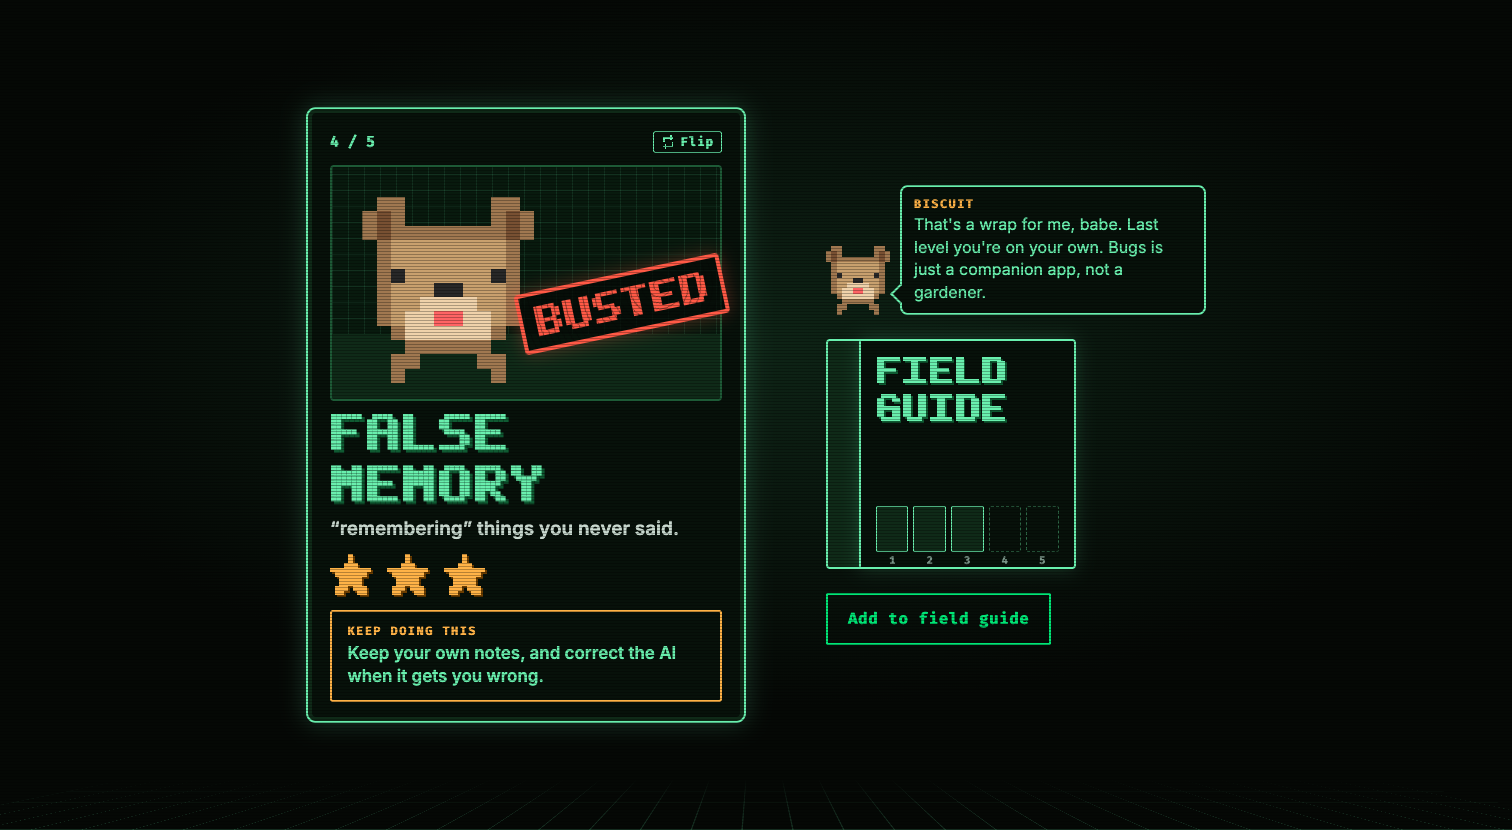 4 / 5
Flip
BUSTED
FALSE
MEMORY
“remembering” things you never said.
KEEP DOING THIS
Keep your own notes, and correct the AI
when it gets you wrong.
BISCUIT
That's a wrap for me, babe. Last
level you're on your own. Bugs is
just a companion app, not a
gardener.
FIELD
GUIDE
1 2 3 4 5
Add to field guide